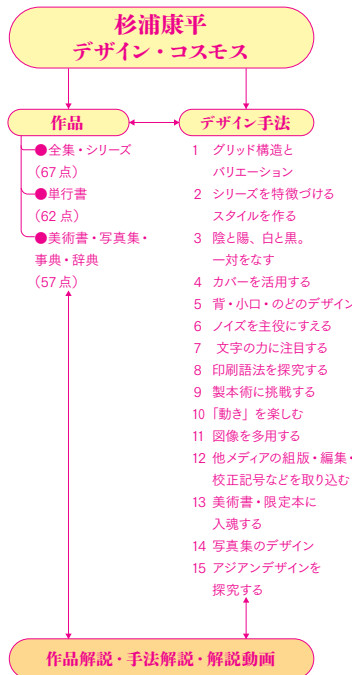 杉浦康平
デザイン・コスモス
作品
●全集・シリーズ
(67点)
●単行書
(62点)
●美術書・写真集・
事典・辞典
(57点)
デザイン手法
1 グリッド構造と
バリエーション
2 シリーズを特徴づける
スタイルを作る
3 陰と陽、白と黒。
一対をなす
4 カバーを活用する
5 背・小口・のどのデザイン
6 ノイズを主役にすえる
7 文字の力に注目する
8 印刷語法を探究する
9 製本術に挑戦する
10 「動き」を楽しむ
11 図像を多用する
12 他メディアの組版・編集・
校正記号などを取り込む
13 美術書・限定本に
入魂する
14 写真集のデザイン
15 アジアンデザインを
探究する
作品解説・手法解説・解説動画